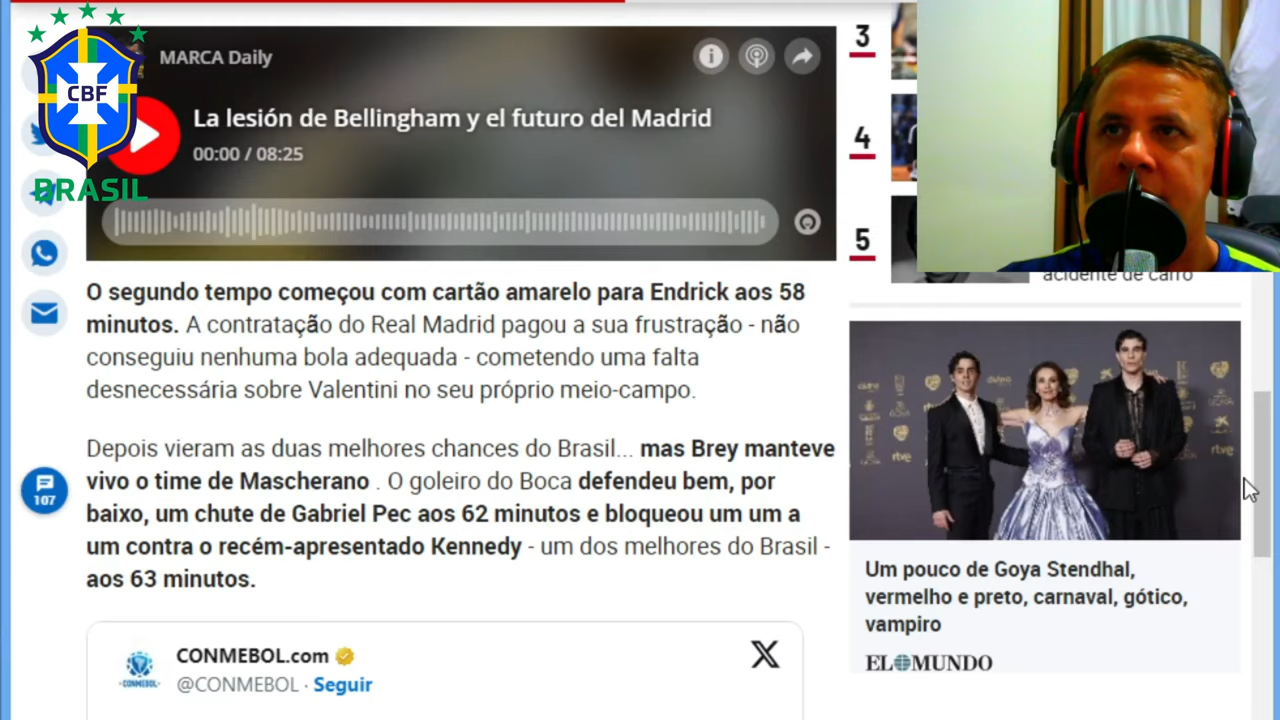 CBF
BRASIL
MARCA Daily
La lesión de Bellingham y el futuro del Madrid
00:00 / 08:25
O segundo tempo começou com cartão amarelo para Endrick aos 58
minutos. A contratação do Real Madrid pagou a sua frustração - não
conseguiu nenhuma bola adequada - cometendo uma falta
desnecessária sobre Valentini no seu próprio meio-campo.
Depois vieram as duas melhores chances do Brasil... mas Brey manteve
vivo o time de Mascherano . O goleiro do Boca defendeu bem, por
baixo, um chute de Gabriel Pec aos 62 minutos e bloqueou um um a
um contra o recém-apresentado Kennedy - um dos melhores do Brasil -
aos 63 minutos.
107
CONMEBOL.com
@CONMEBOL · Seguir
3
4
5
acidente de carro
rtve
rtve
Um pouco de Goya Stendhal,
vermelho e preto, carnaval, gótico,
vampiro
EL MUNDO